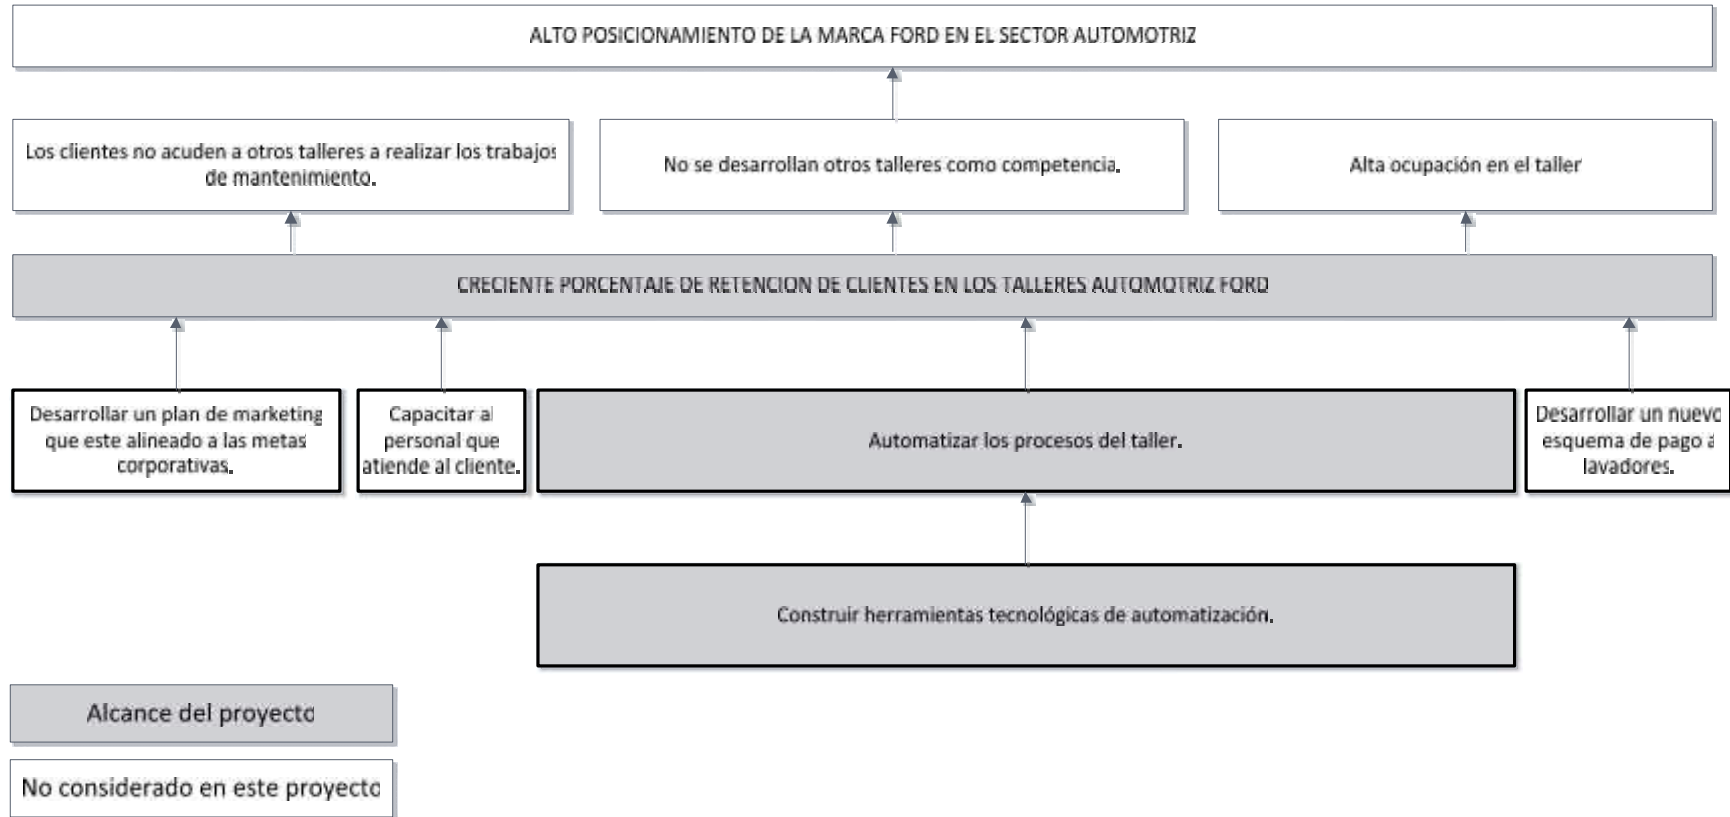 ALTO POSICIONAMIENTO DE LA MARCA FORD EN EL SECTOR AUTOMOTRIZ
Los clientes no acuden a otros talleres a realizar los trabajos
de mantenimiento.
No se desarrollan otros talleres como competencia.
Alta ocupación en el taller
CRECIENTE PORCENTAJE DE RETENCION DE CLIENTES EN LOS TALLERES AUTOMOTRIZ FORD
Desarrollar un plan de marketing
que este alineado a las metas
corporativas.
Capacitar al
personal que
atiende al cliente.
Automatizar los procesos del taller.
Desarrollar un nuevo
esquema de pago a
lavadores.
Construir herramientas tecnológicas de automatización.
Alcance del proyecto
No considerado en este proyecto